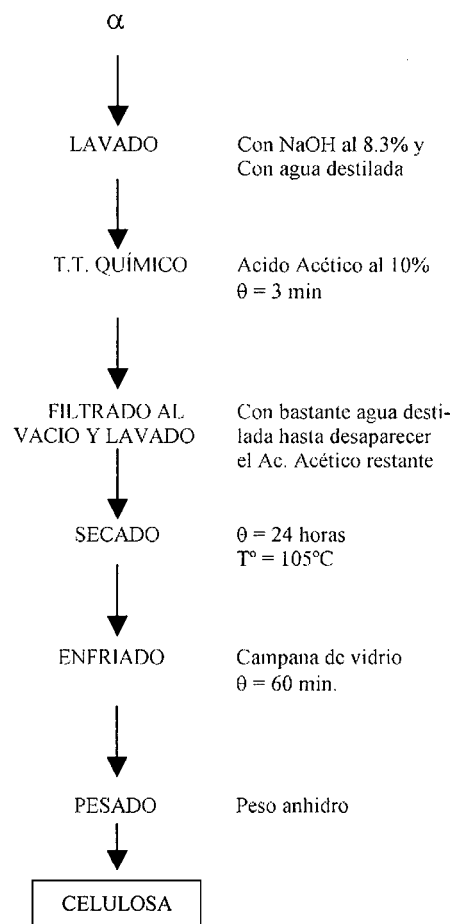 α
LAVADO
Con NaOH al 8.3% y
Con agua destilada
T.T. QUÍMICO
Acido Acético al 10%
θ = 3 min
FILTRADO AL
VACIO Y LAVADO
Con bastante agua desti-
lada hasta desaparecer
el Ac. Acético restante
SECADO
θ = 24 horas
Tº = 105ºC
ENFRIADO
Campana de vidrio
θ = 60 min.
PESADO
Peso anhidro
CELULOSA